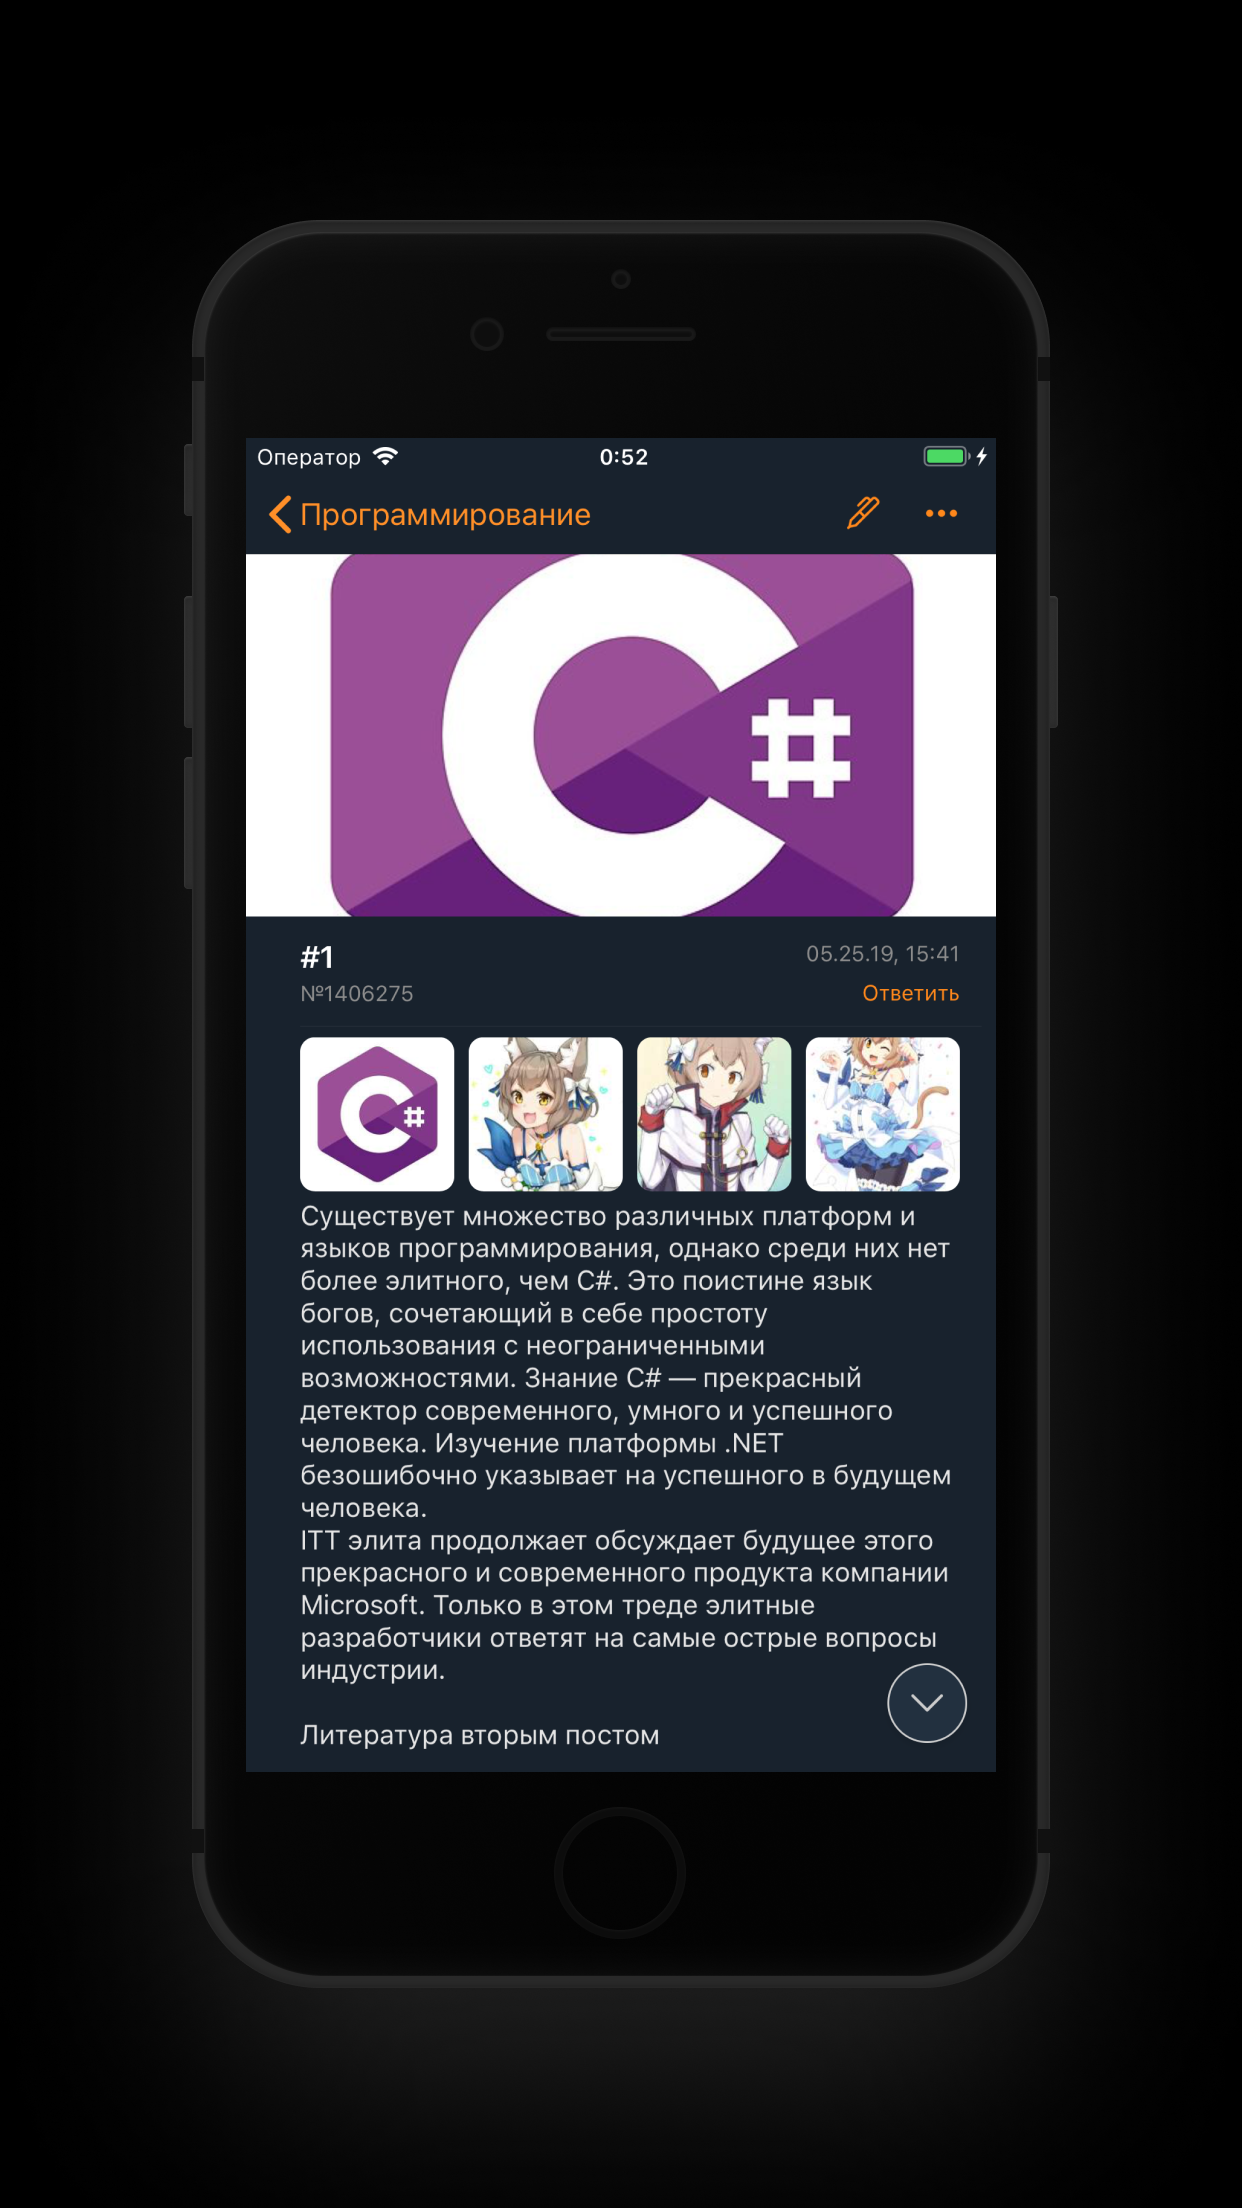 Оператор 0:52
Программирование
C#
#1 05.25.19, 15:41
№1406275 Ответить
C#
Существует множество различных платформ и
языков программирования, однако среди них нет
более элитного, чем C#. Это поистине язык
богов, сочетающий в себе простоту
использования с неограниченными
возможностями. Знание C# — прекрасный
детектор современного, умного и успешного
человека. Изучение платформы .NET
безошибочно указывает на успешного в будущем
человека.
ITT элита продолжает обсуждает будущее этого
прекрасного и современного продукта компании
Microsoft. Только в этом треде элитные
разработчики ответят на самые острые вопросы
индустрии.
Литература вторым постом